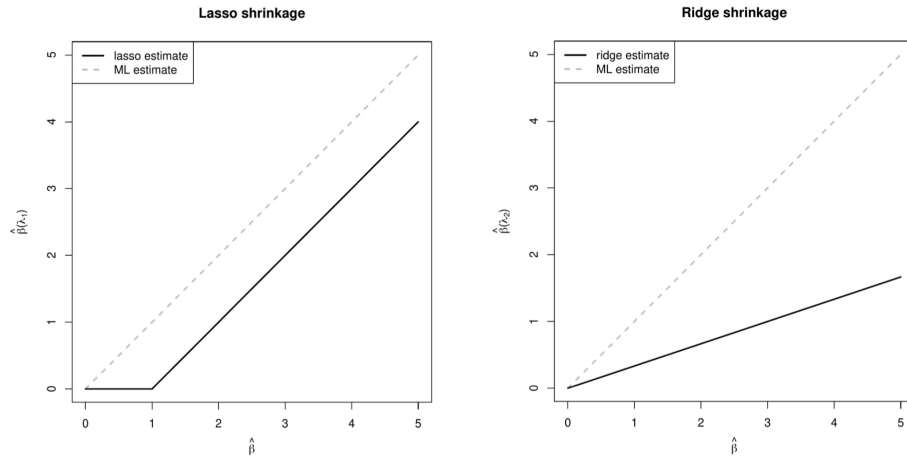 Lasso shrinkage
lasso estimate
ML estimate
5
4
3
2
1
0
β̂(λ₁)
0 1 2 3 4 5
β̂
Ridge shrinkage
ridge estimate
ML estimate
5
4
3
2
1
0
β̂(λ₂)
0 1 2 3 4 5
β̂